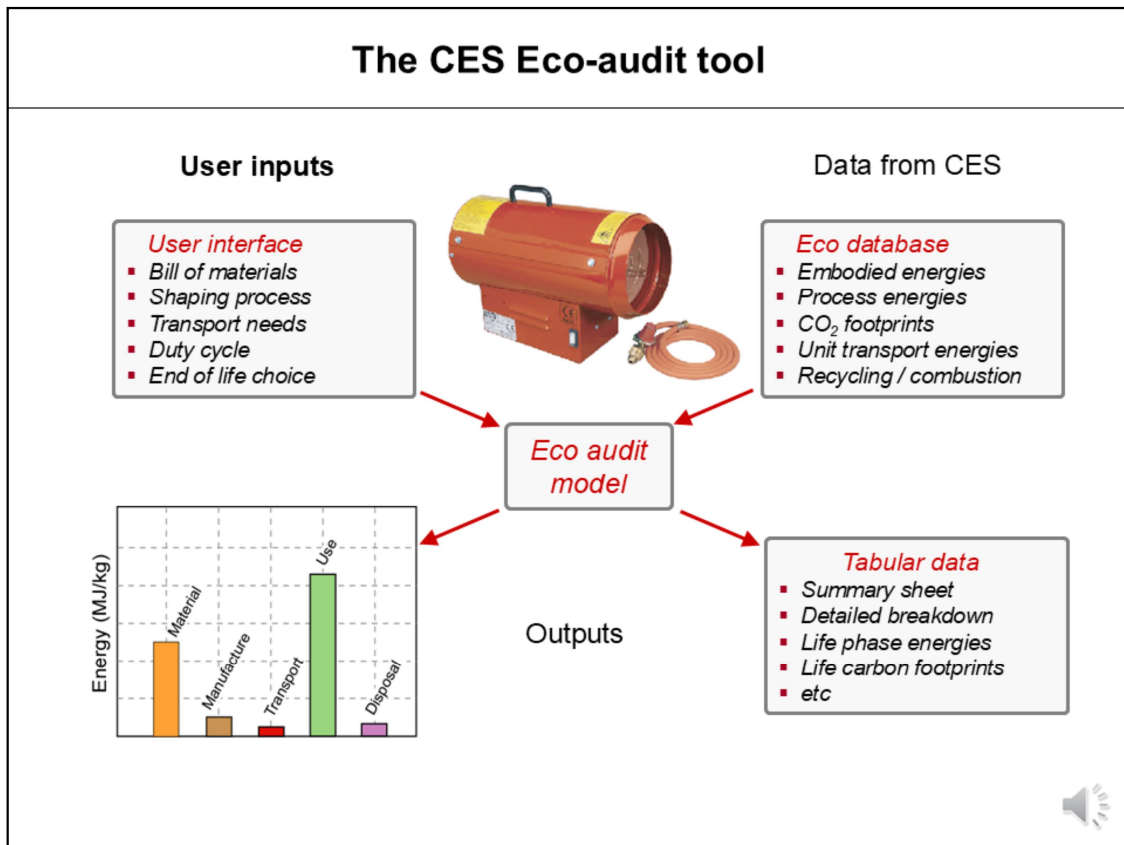 The CES Eco-audit tool
User inputs
Data from CES
User interface
▪ Bill of materials
▪ Shaping process
▪ Transport needs
▪ Duty cycle
▪ End of life choice
Eco database
▪ Embodied energies
▪ Process energies
▪ CO₂ footprints
▪ Unit transport energies
▪ Recycling / combustion
Eco audit
model
Energy (MJ/kg)
Material
Manufacture
Transport
Use
Disposal
Outputs
Tabular data
▪ Summary sheet
▪ Detailed breakdown
▪ Life phase energies
▪ Life carbon footprints
▪ etc